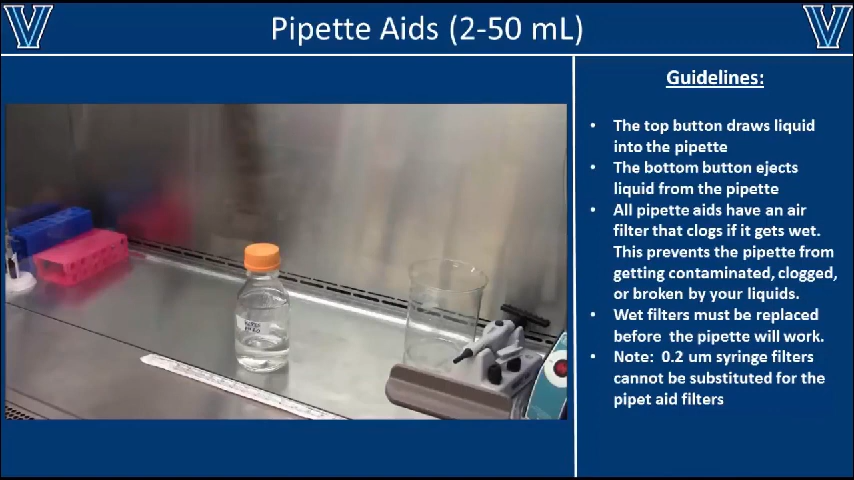 Pipette Aids (2-50 mL)
Guidelines:
• The top button draws liquid
into the pipette
• The bottom button ejects
liquid from the pipette
• All pipette aids have an air
filter that clogs if it gets wet.
This prevents the pipette from
getting contaminated, clogged,
or broken by your liquids.
• Wet filters must be replaced
before the pipette will work.
• Note: 0.2 um syringe filters
cannot be substituted for the
pipet aid filters